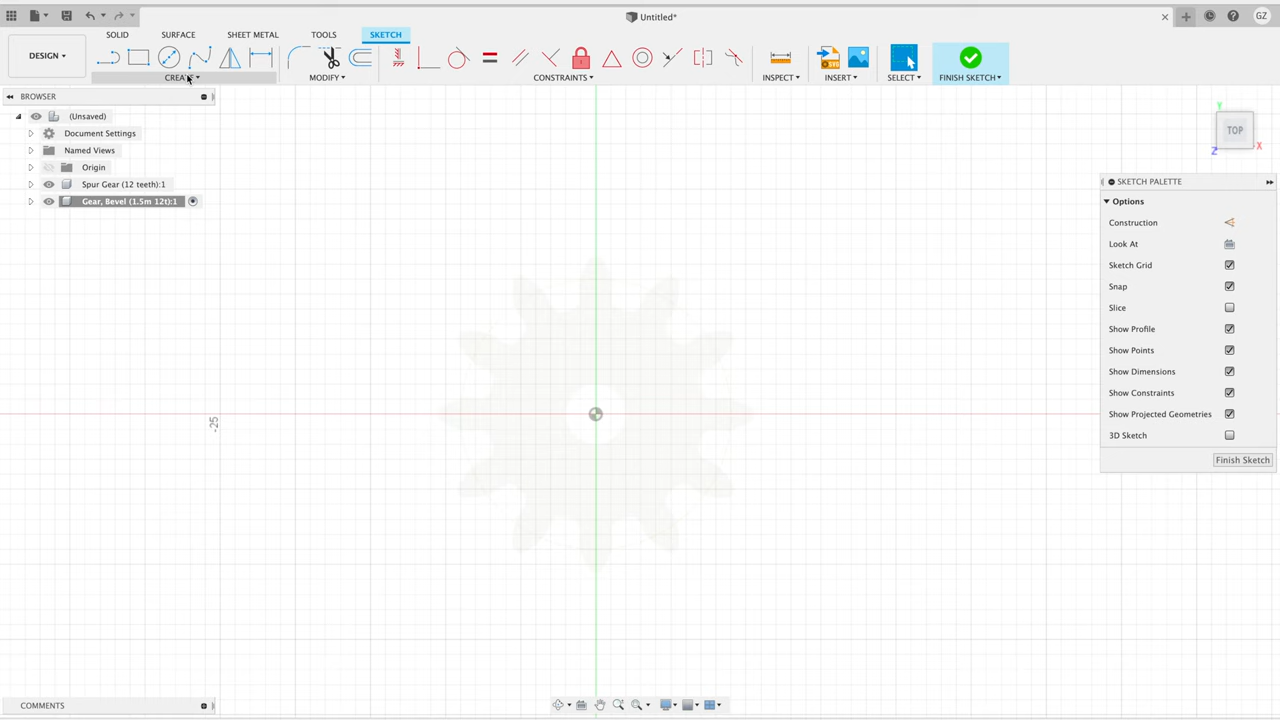 Untitled*
GZ
DESIGN
SOLID
SURFACE
SHEET METAL
TOOLS
SKETCH
CREATE
MODIFY
CONSTRAINTS
INSPECT
INSERT
SELECT
FINISH SKETCH
BROWSER
(Unsaved)
Document Settings
Named Views
Origin
Spur Gear (12 teeth):1
Gear, Bevel (1.5m 12t):1
-25
Y
TOP
X
Z
SKETCH PALETTE
Options
Construction
Look At
Sketch Grid
Snap
Slice
Show Profile
Show Points
Show Dimensions
Show Constraints
Show Projected Geometries
3D Sketch
Finish Sketch
COMMENTS